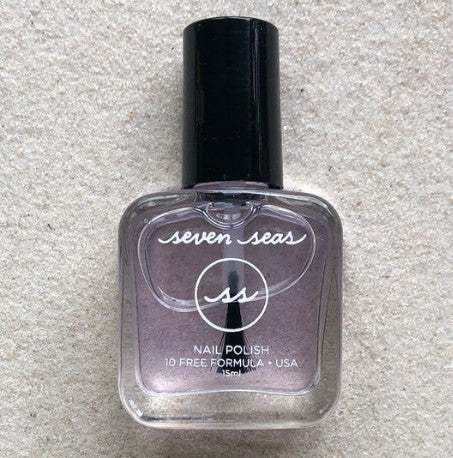 seven seas
ss
NAIL POLISH
10 FREE FORMULA • USA
15ml